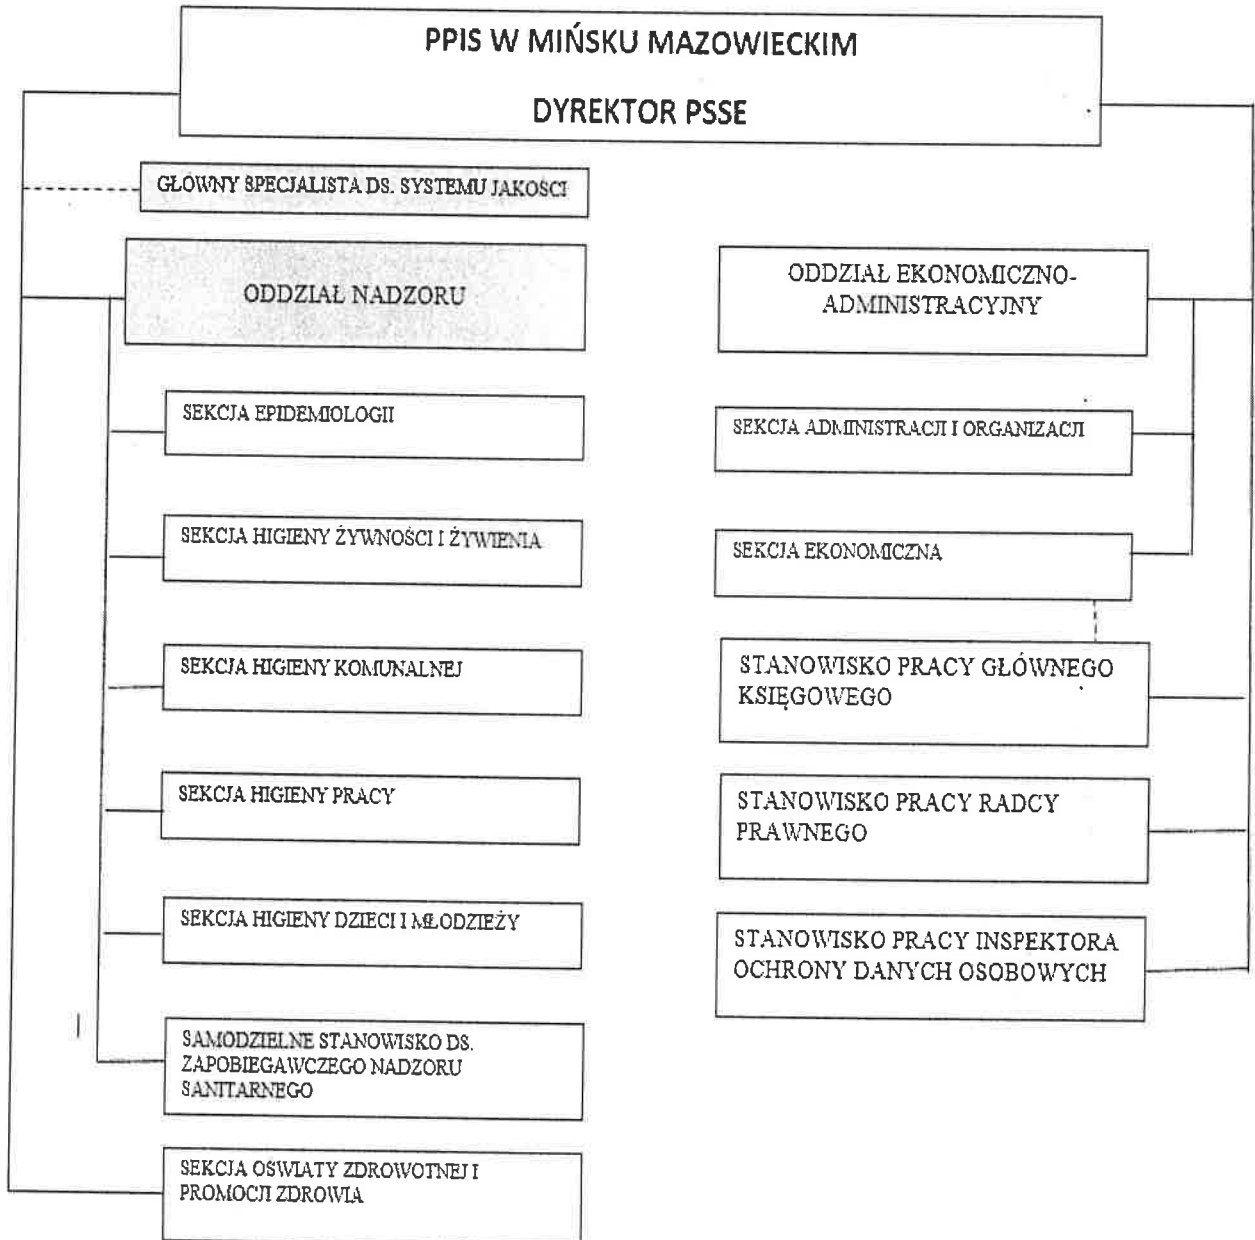 PPIS W MIŃSKU MAZOWIECKIM
DYREKTOR PSSE
GŁÓWNY SPECJALISTA DS. SYSTEMU JAKOŚCI
ODDZIAŁ NADZORU
SEKCJA EPIDEMIOLOGII
SEKCJA HIGIENY ŻYWNOŚCI I ŻYWIENIA
SEKCJA HIGIENY KOMUNALNEJ
SEKCJA HIGIENY PRACY
SEKCJA HIGIENY DZIECI I MŁODZIEŻY
SAMODZIELNE STANOWISKO DS.
ZAPOBIEGAWCZEGO NADZORU
SANITARNEGO
SEKCJA OŚWIATY ZDROWOTNEJ I
PROMOCJI ZDROWIA
ODDZIAŁ EKONOMICZNO-
ADMINISTRACYJNY
SEKCJA ADMINISTRACJI I ORGANIZACJI
SEKCJA EKONOMICZNA
STANOWISKO PRACY GŁÓWNEGO
KSIĘGOWEGO
STANOWISKO PRACY RADCY
PRAWNEGO
STANOWISKO PRACY INSPEKTORA
OCHRONY DANYCH OSOBOWYCH